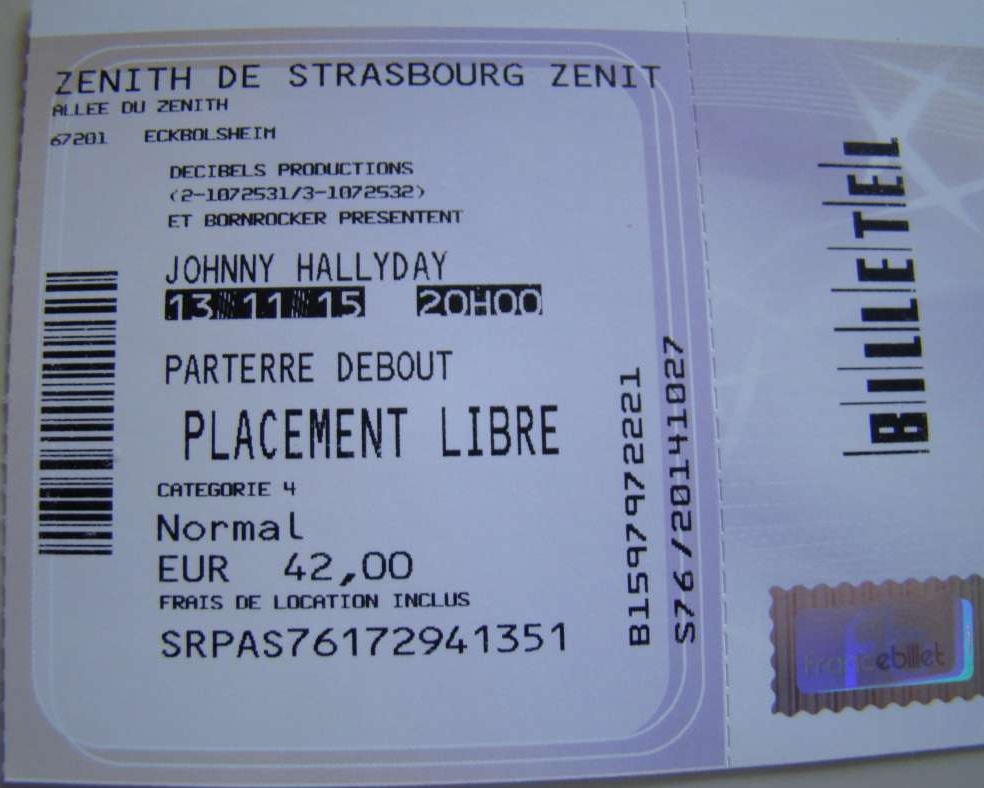 ZENITH DE STRASBOURG ZENIT
ALLEE DU ZENITH
67201 ECKBOLSHEIM
DECIBELS PRODUCTIONS
(2-1072531/3-1072532)
ET BORNROCKER PRESENTENT
JOHNNY HALLYDAY
13 11 15 20H00
PARTERRE DEBOUT
PLACEMENT LIBRE
CATEGORIE 4
Normal
EUR 42,00
FRAIS DE LOCATION INCLUS
SRPAS76172941351
B1597972221
S76/20141027
BILLETEL
francebillet